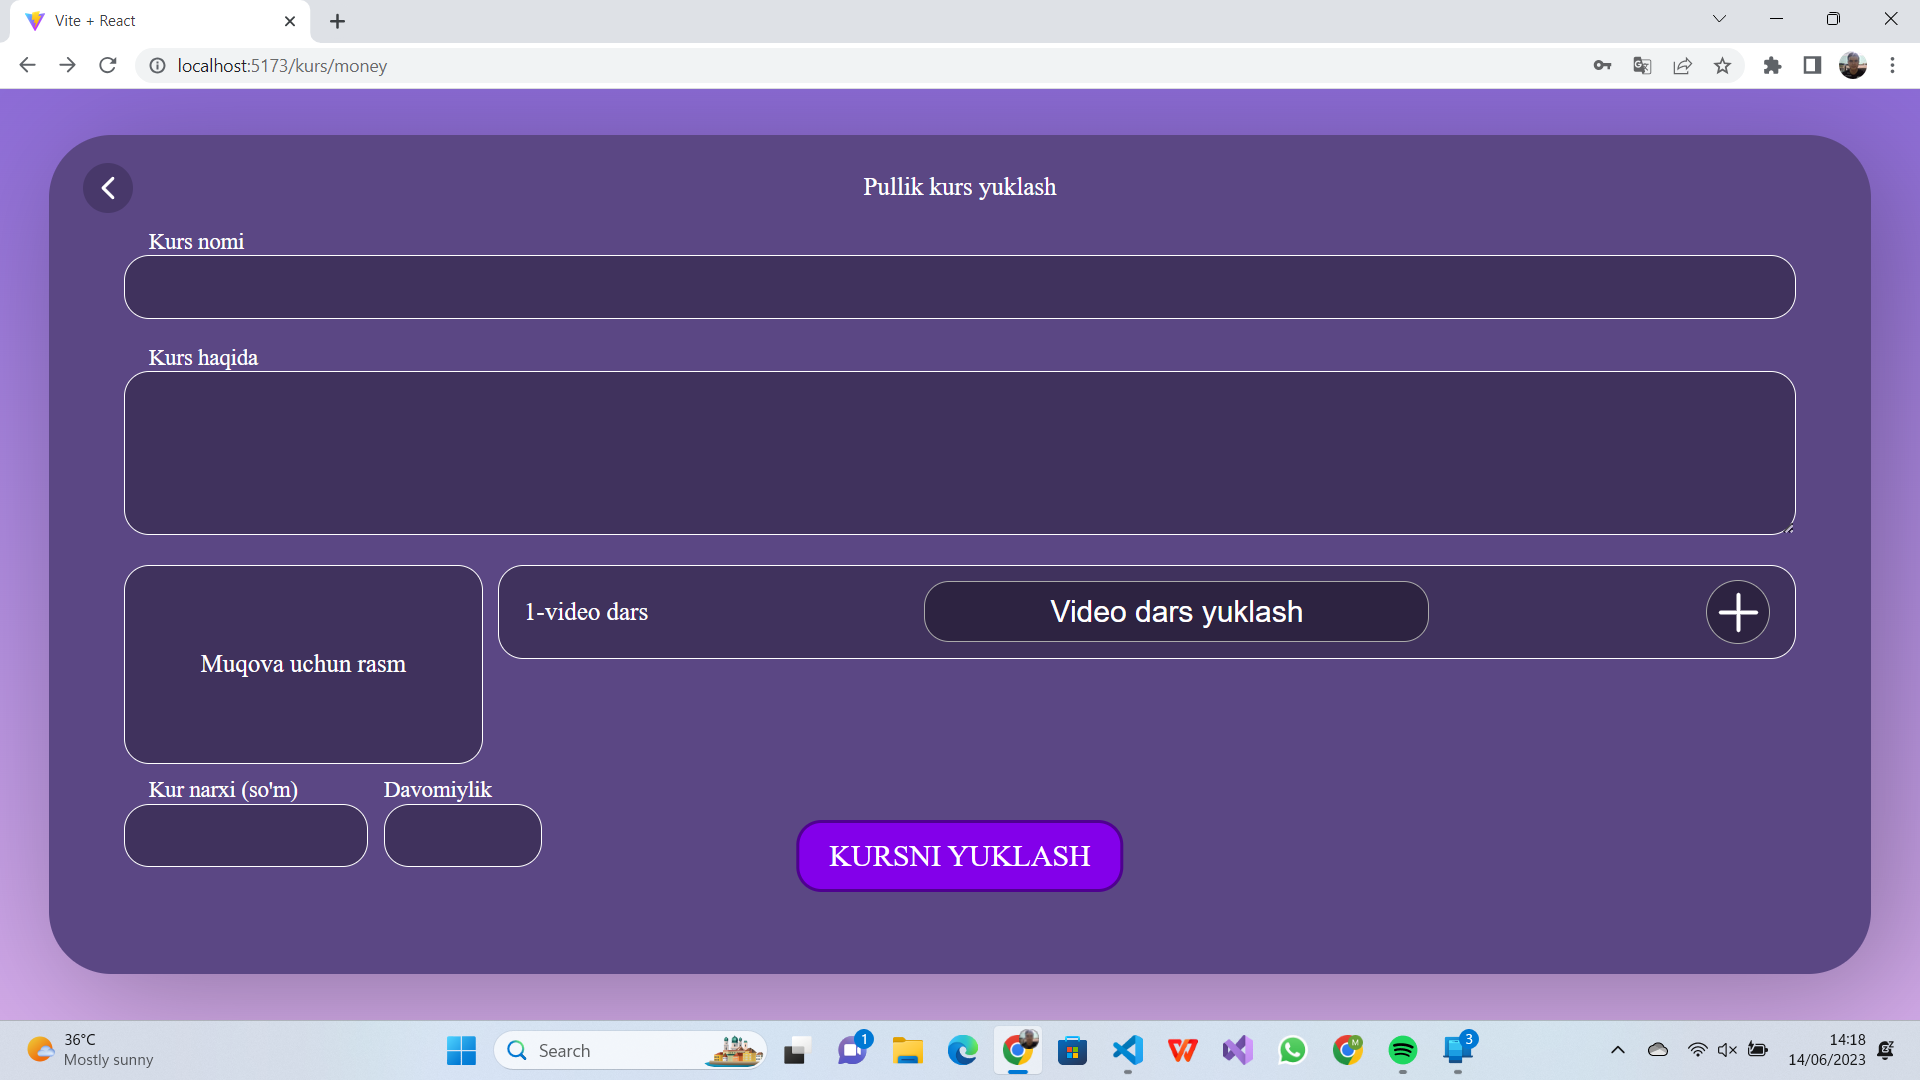 Vite + React
localhost:5173/kurs/money
Pullik kurs yuklash
Kurs nomi
Kurs haqida
1-video dars
Video dars yuklash
Muqova uchun rasm
Kur narxi (so'm)
Davomiylik
KURSNI YUKLASH
36°C
Mostly sunny
Search
1
M
3
14:18
14/06/2023